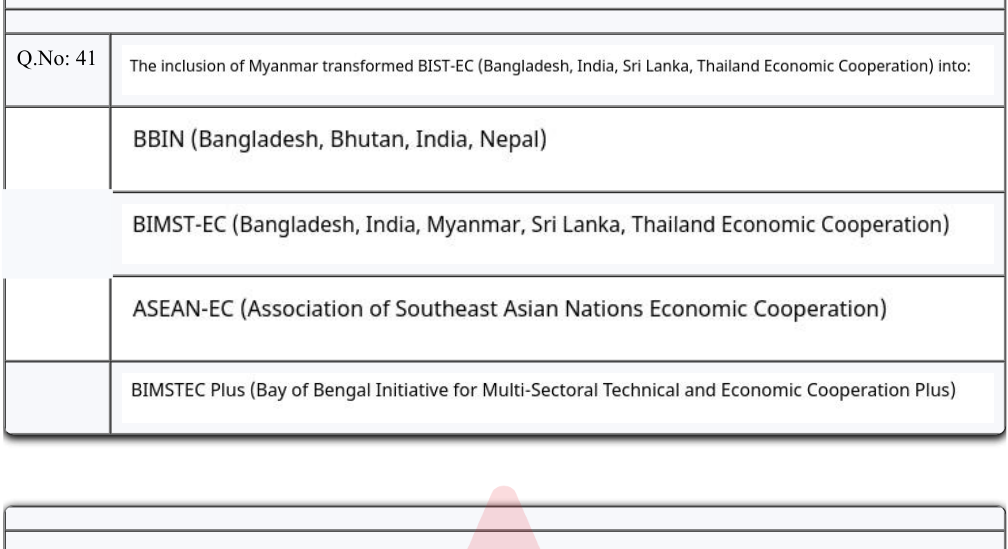 Q.No: 41
The inclusion of Myanmar transformed BIST-EC (Bangladesh, India, Sri Lanka, Thailand Economic Cooperation) into:
BBIN (Bangladesh, Bhutan, India, Nepal)
BIMST-EC (Bangladesh, India, Myanmar, Sri Lanka, Thailand Economic Cooperation)
ASEAN-EC (Association of Southeast Asian Nations Economic Cooperation)
BIMSTEC Plus (Bay of Bengal Initiative for Multi-Sectoral Technical and Economic Cooperation Plus)